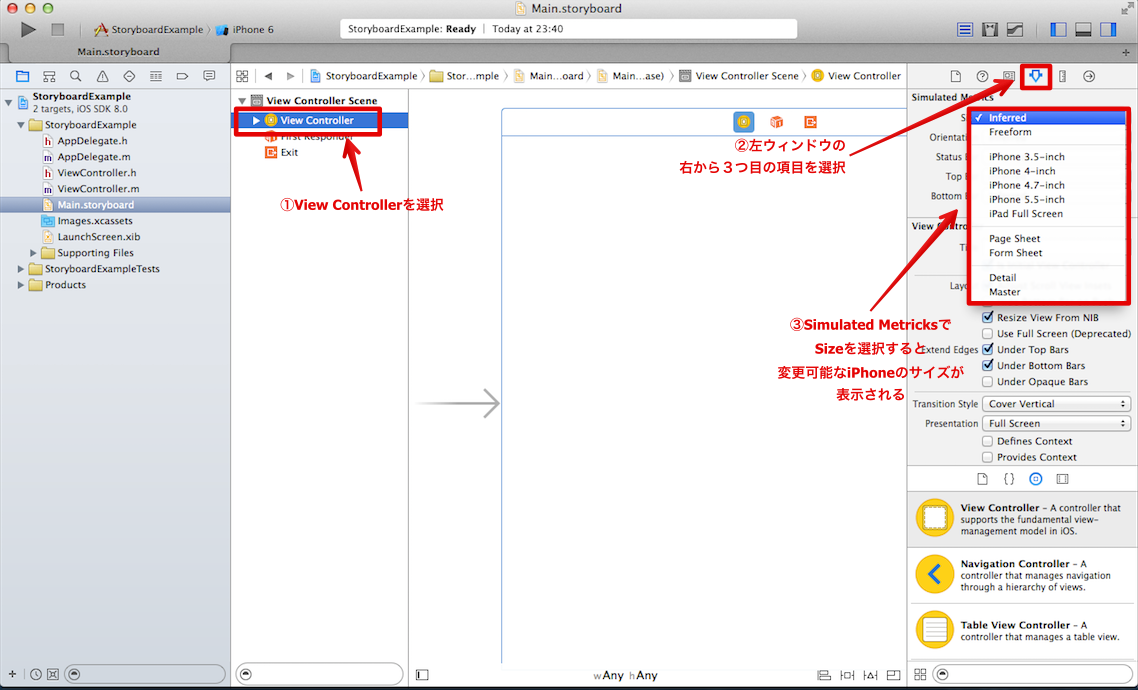 Main.storyboard
StoryboardExample
iPhone 6
StoryboardExample: Ready | Today at 23:40
Main.storyboard
StoryboardExample
Stor...mple
Main...oard
Main...ase)
View Controller Scene
View Controller
StoryboardExample
2 targets, iOS SDK 8.0
StoryboardExample
h AppDelegate.h
m AppDelegate.m
h ViewController.h
m ViewController.m
Main.storyboard
Images.xcassets
LaunchScreen.xib
Supporting Files
StoryboardExampleTests
Products
View Controller Scene
View Controller
First Responder
Exit
①View Controllerを選択
②左ウィンドウの
右から３つ目の項目を選択
③Simulated Metricksで
Sizeを選択すると
変更可能なiPhoneのサイズが
表示される
wAny hAny
Simulated Metrics
Orientati
Status
Top
Bottom
✓ Inferred
Freeform
iPhone 3.5-inch
iPhone 4-inch
iPhone 4.7-inch
iPhone 5.5-inch
iPad Full Screen
Page Sheet
Form Sheet
Detail
Master
View Contro
Resize View From NIB
Use Full Screen (Deprecated)
Extend Edges Under Top Bars
Under Bottom Bars
Under Opaque Bars
Transition Style Cover Vertical
Presentation Full Screen
Defines Context
Provides Context
View Controller – A controller that
supports the fundamental view-
management model in iOS.
Navigation Controller – A
controller that manages navigation
through a hierarchy of views.
Table View Controller – A
controller that manages a table view.